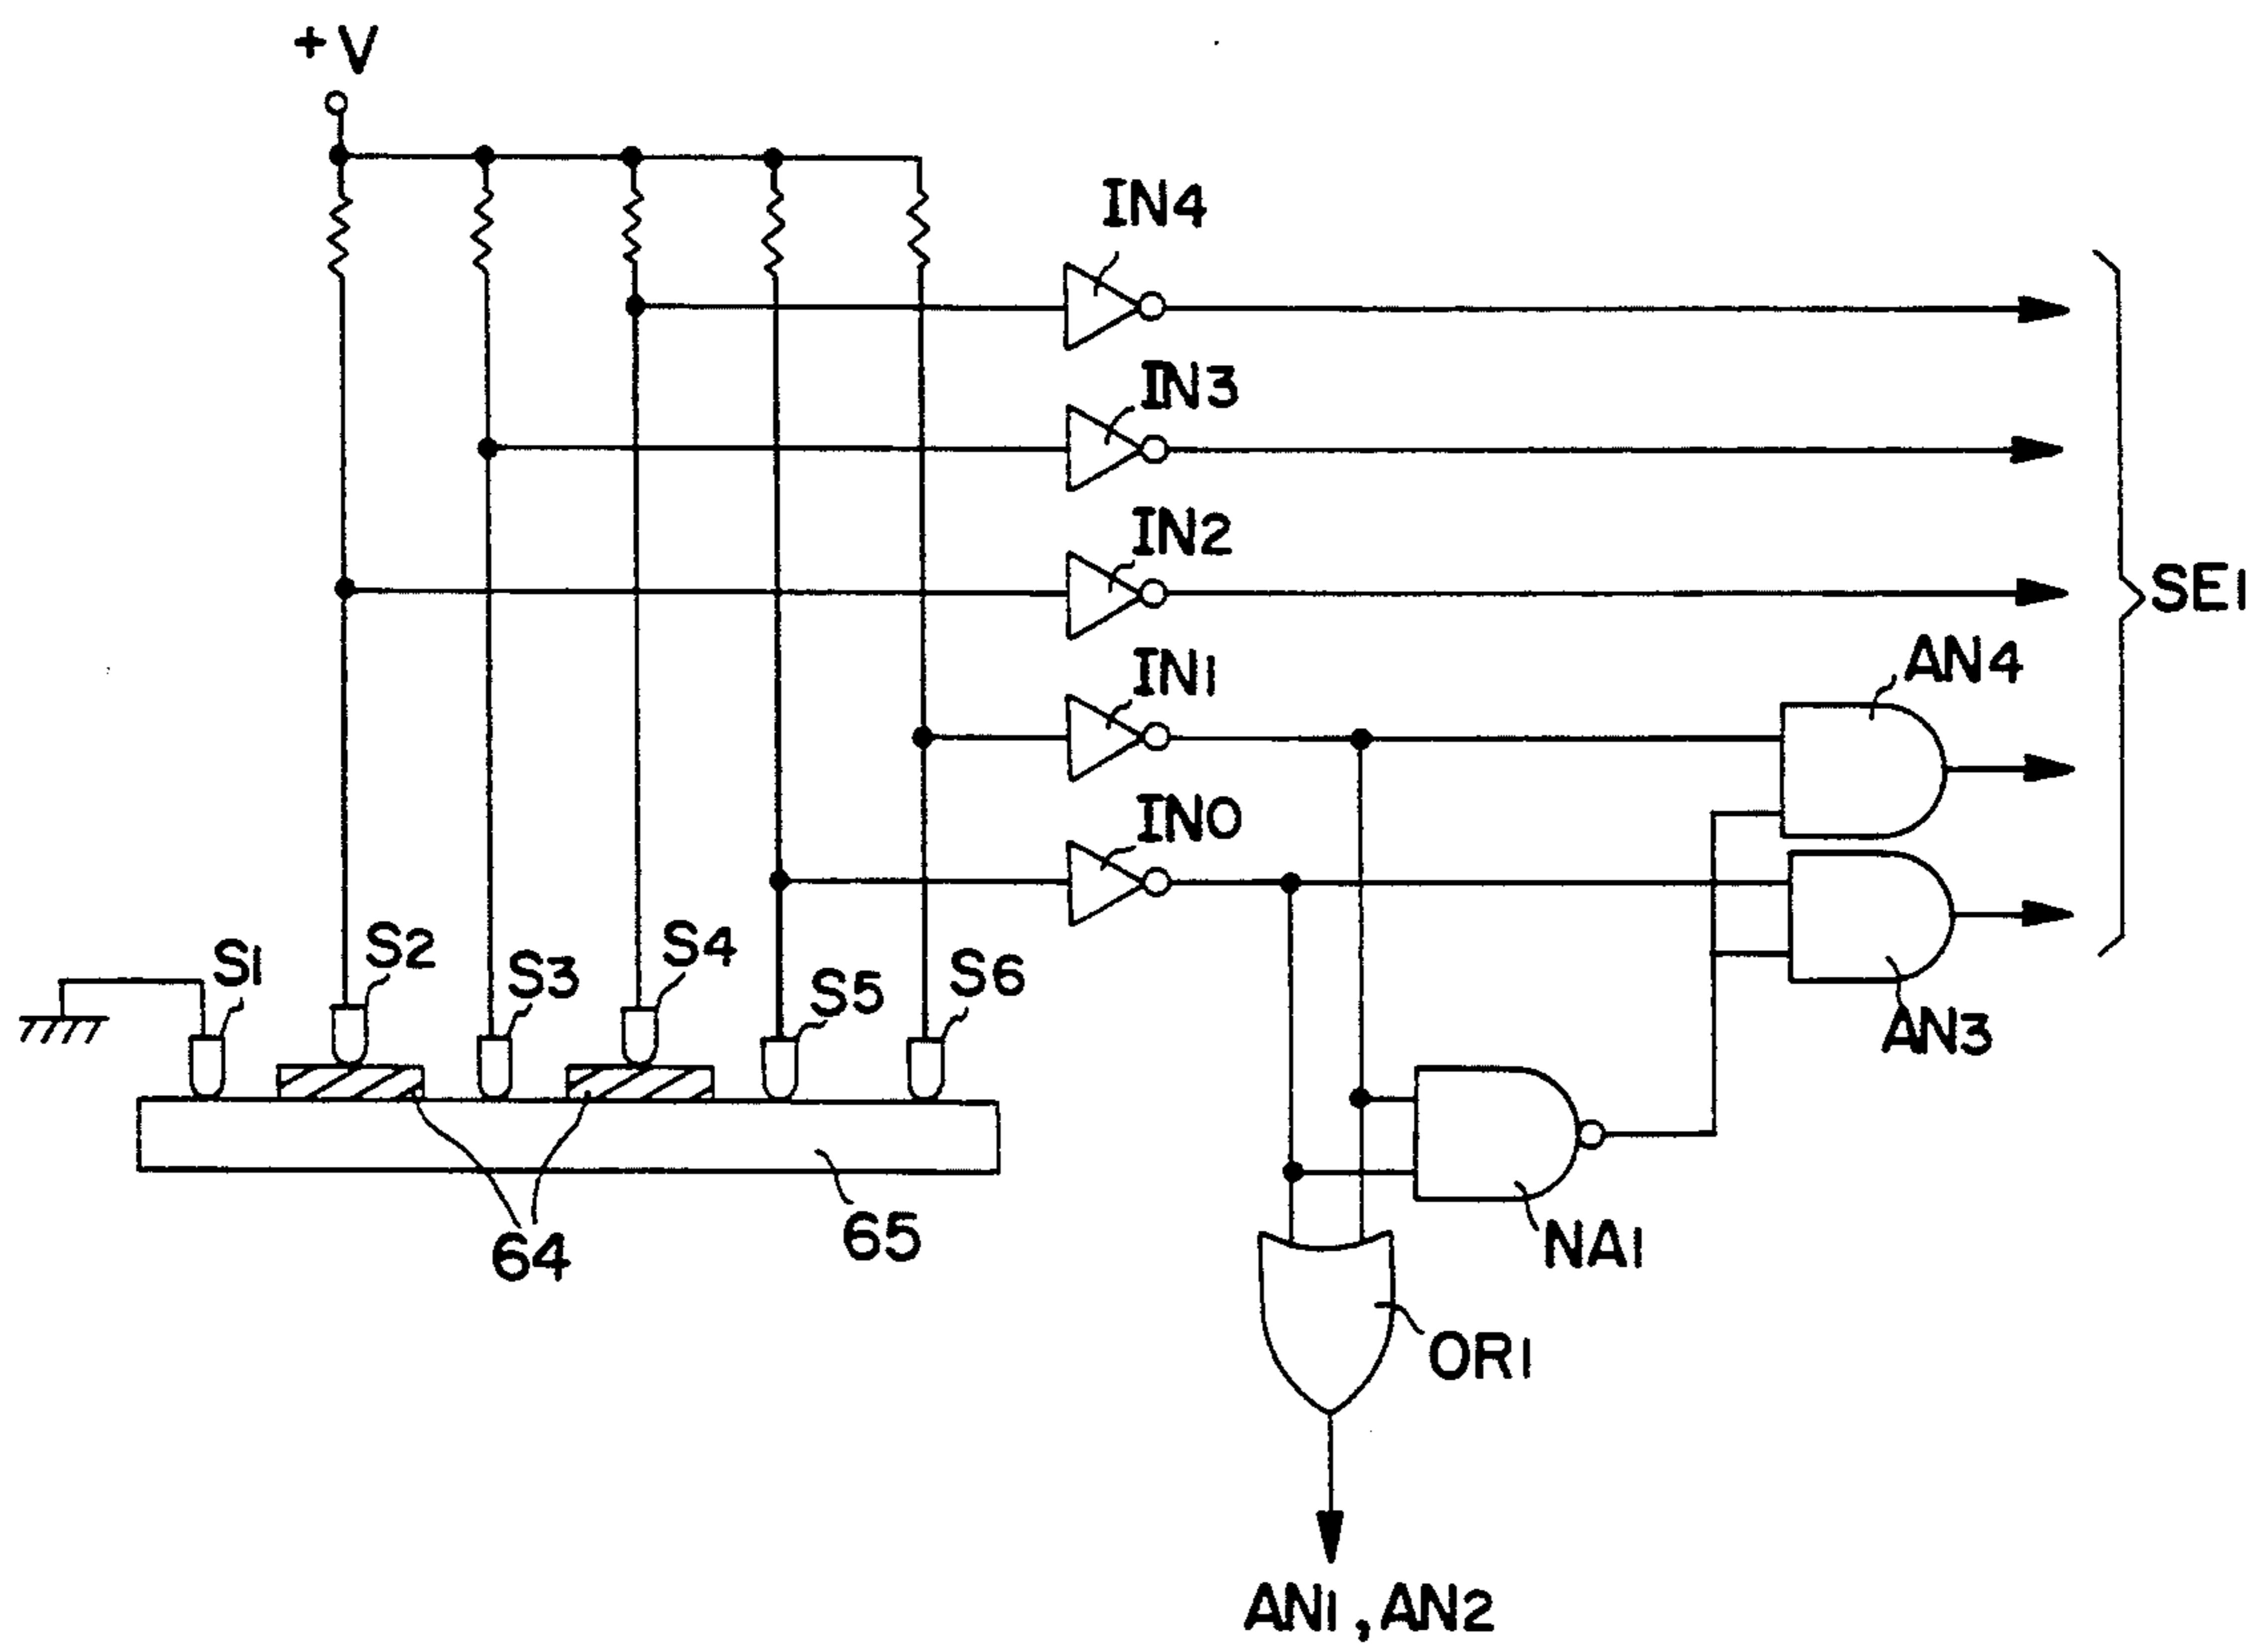 +V
IN4
IN3
IN2
SE1
IN1
AN4
IN0
S1
S2
S3
S4
S5
S6
AN3
64
65
NA1
OR1
AN1, AN2